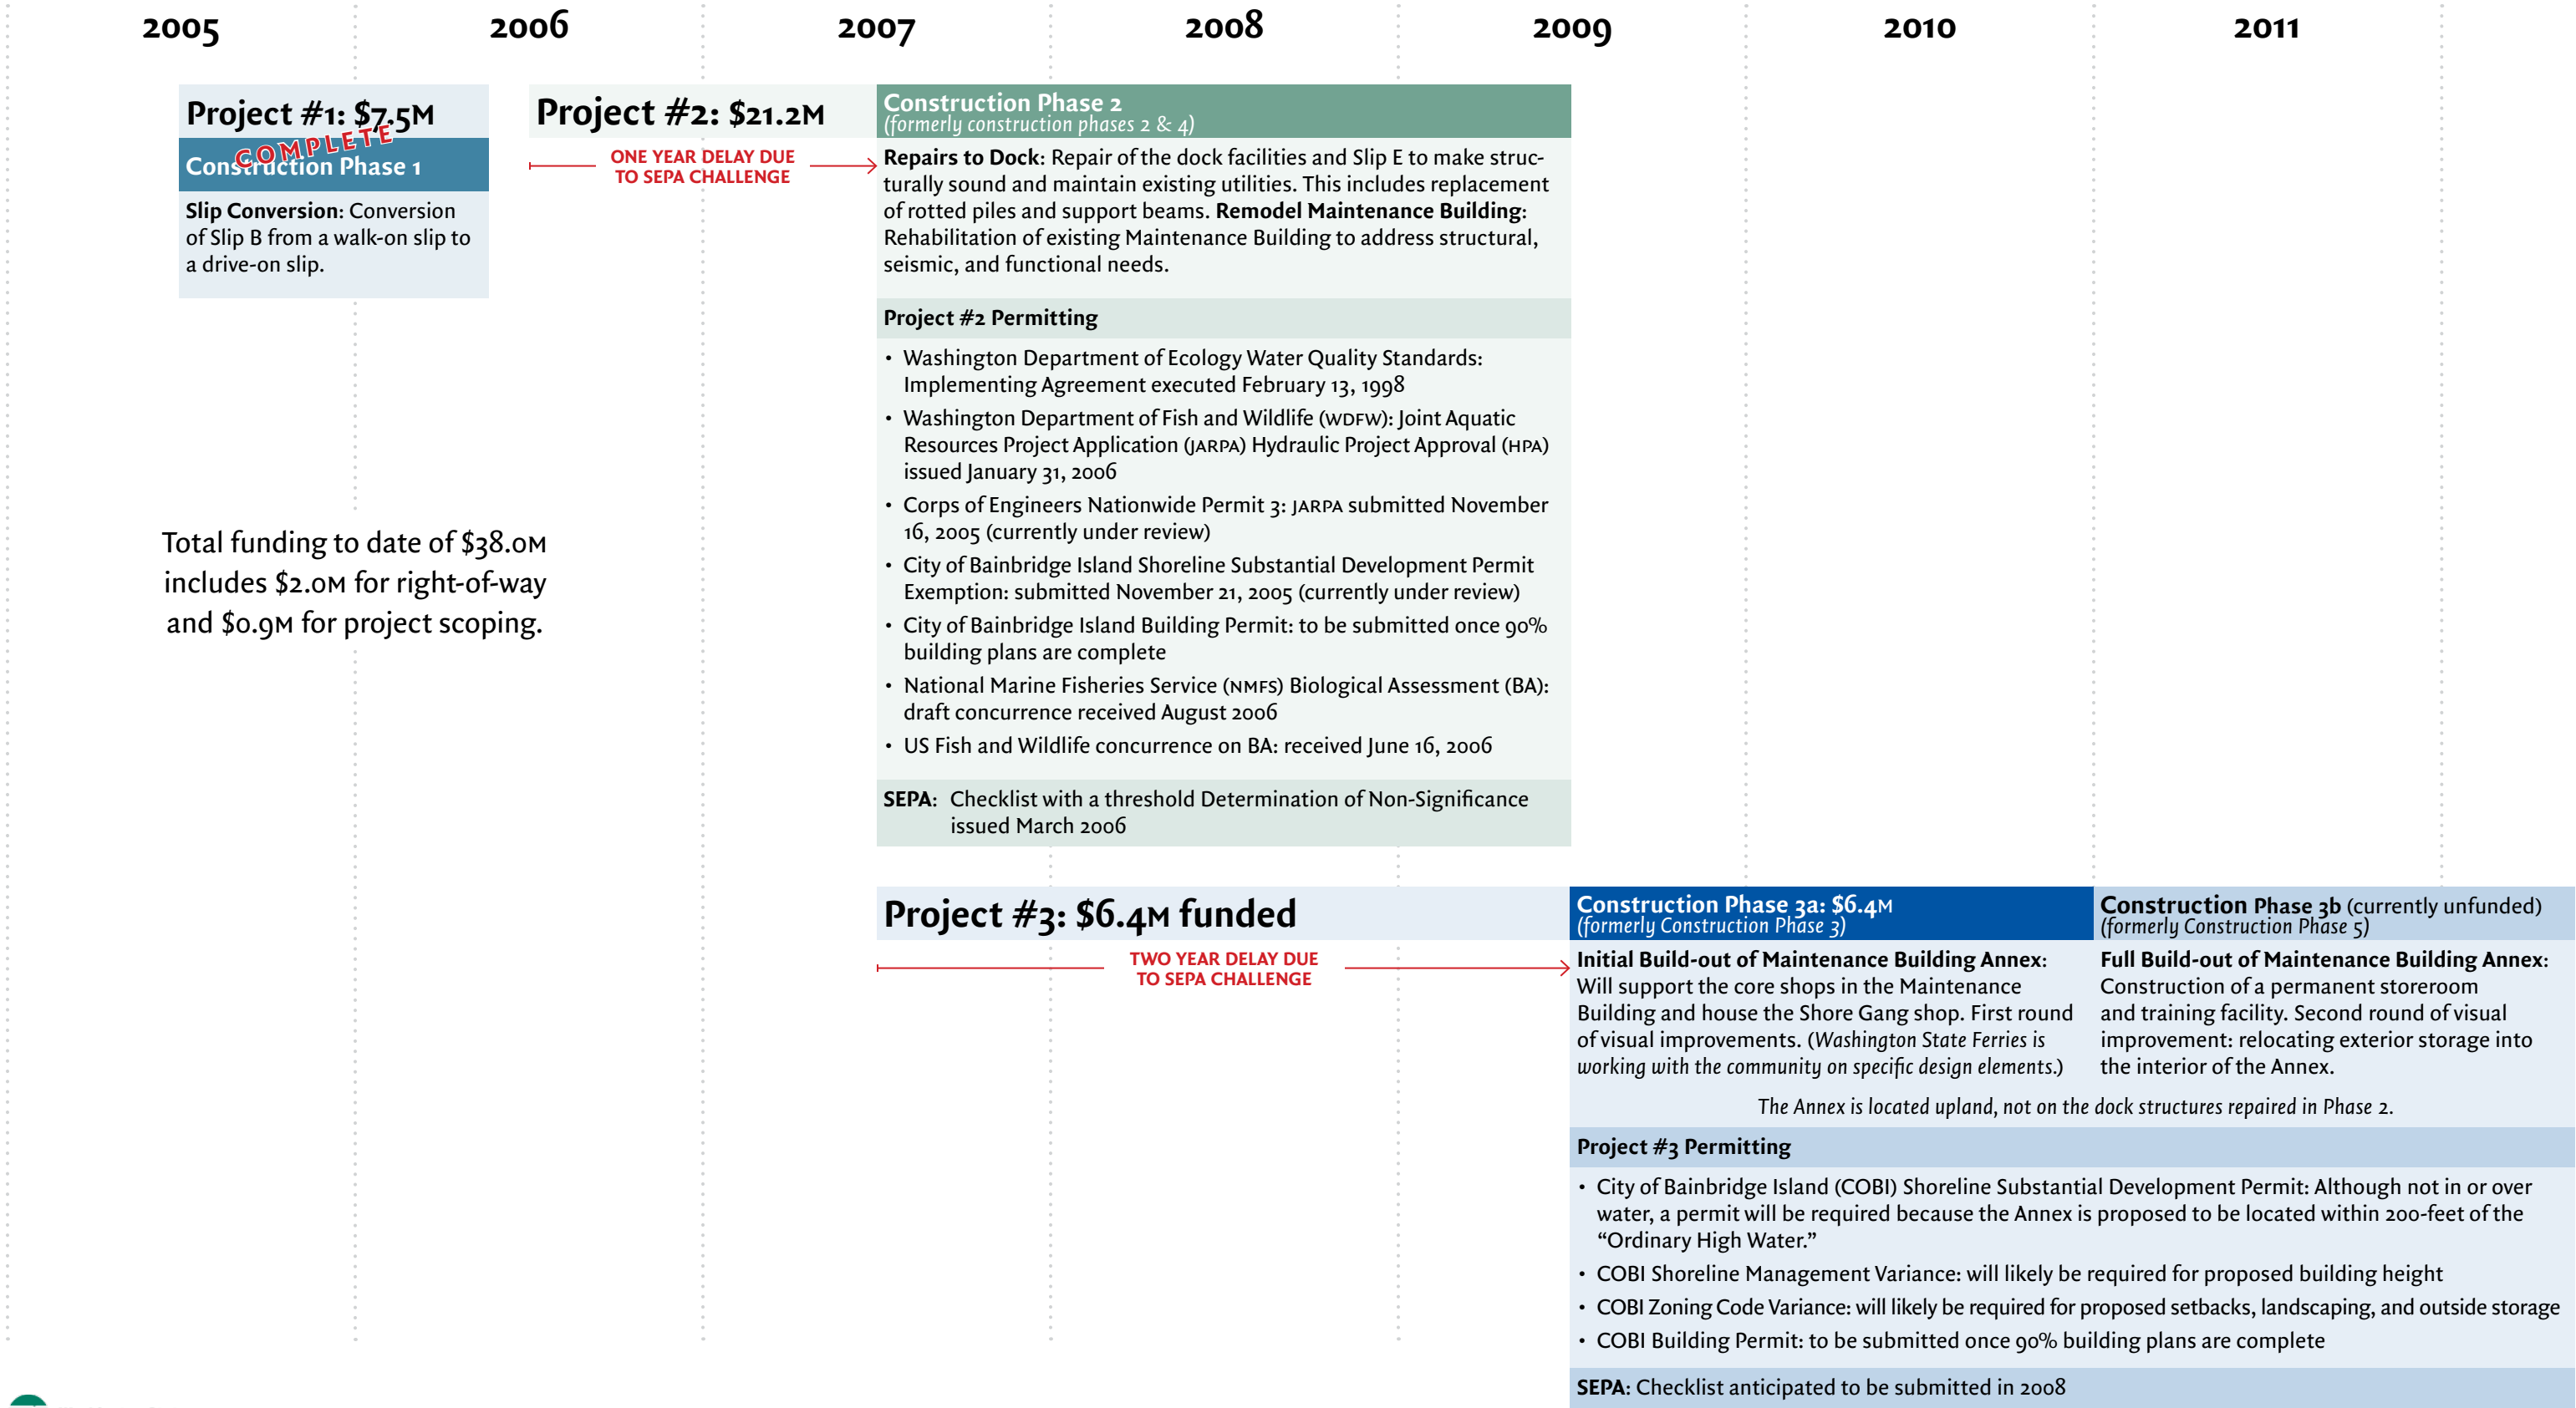 2005 2006 2007 2008 2009 2010 2011
Project #1: $7.5M
COMPLETE
Construction Phase 1
Slip Conversion: Conversion
of Slip B from a walk-on slip to
a drive-on slip.
Total funding to date of $38.0M
includes $2.0M for right-of-way
and $0.9M for project scoping.
Project #2: $21.2M
ONE YEAR DELAY DUE
TO SEPA CHALLENGE
Construction Phase 2
(formerly construction phases 2 & 4)
Repairs to Dock: Repair of the dock facilities and Slip E to make struc-
turally sound and maintain existing utilities. This includes replacement
of rotted piles and support beams. Remodel Maintenance Building:
Rehabilitation of existing Maintenance Building to address structural,
seismic, and functional needs.
Project #2 Permitting
• Washington Department of Ecology Water Quality Standards:
Implementing Agreement executed February 13, 1998
• Washington Department of Fish and Wildlife (WDFW): Joint Aquatic
Resources Project Application (JARPA) Hydraulic Project Approval (HPA)
issued January 31, 2006
• Corps of Engineers Nationwide Permit 3: JARPA submitted November
16, 2005 (currently under review)
• City of Bainbridge Island Shoreline Substantial Development Permit
Exemption: submitted November 21, 2005 (currently under review)
• City of Bainbridge Island Building Permit: to be submitted once 90%
building plans are complete
• National Marine Fisheries Service (NMFS) Biological Assessment (BA):
draft concurrence received August 2006
• US Fish and Wildlife concurrence on BA: received June 16, 2006
SEPA: Checklist with a threshold Determination of Non-Significance
issued March 2006
Project #3: $6.4M funded
TWO YEAR DELAY DUE
TO SEPA CHALLENGE
Construction Phase 3a: $6.4M
(formerly Construction Phase 3)
Initial Build-out of Maintenance Building Annex:
Will support the core shops in the Maintenance
Building and house the Shore Gang shop. First round
of visual improvements. (Washington State Ferries is
working with the community on specific design elements.)
Construction Phase 3b (currently unfunded)
(formerly Construction Phase 5)
Full Build-out of Maintenance Building Annex:
Construction of a permanent storeroom
and training facility. Second round of visual
improvement: relocating exterior storage into
the interior of the Annex.
The Annex is located upland, not on the dock structures repaired in Phase 2.
Project #3 Permitting
• City of Bainbridge Island (COBI) Shoreline Substantial Development Permit: Although not in or over
water, a permit will be required because the Annex is proposed to be located within 200-feet of the
“Ordinary High Water.”
• COBI Shoreline Management Variance: will likely be required for proposed building height
• COBI Zoning Code Variance: will likely be required for proposed setbacks, landscaping, and outside storage
• COBI Building Permit: to be submitted once 90% building plans are complete
SEPA: Checklist anticipated to be submitted in 2008